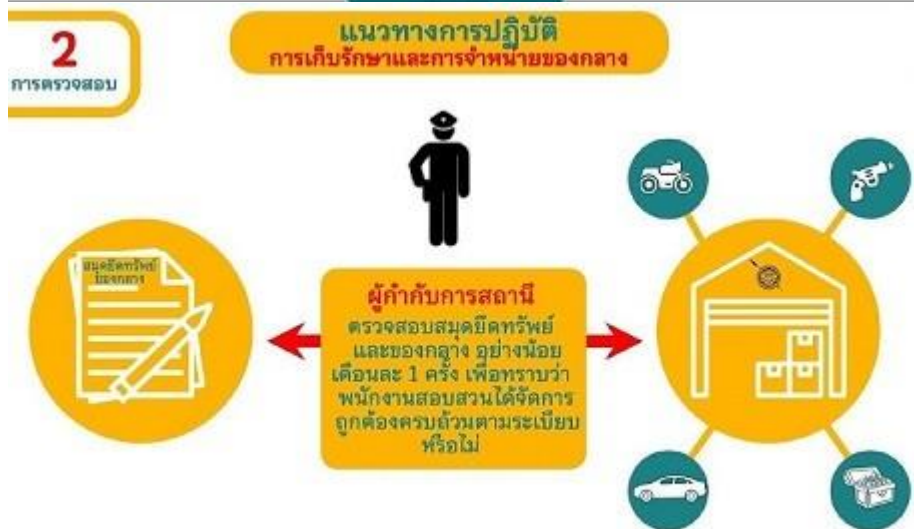 2
การตรวจสอบ
แนวทางการปฏิบัติ
การเก็บรักษาและการจำหน่ายของกลาง
สมุดยึดทรัพย์
ของกลาง
ผู้กำกับการสถานี
ตรวจสอบสมุดยึดทรัพย์
และของกลาง อย่างน้อย
เดือนละ 1 ครั้ง เพื่อทราบว่า
พนักงานสอบสวนได้จัดการ
ถูกต้องครบถ้วนตามระเบียบ
หรือไม่